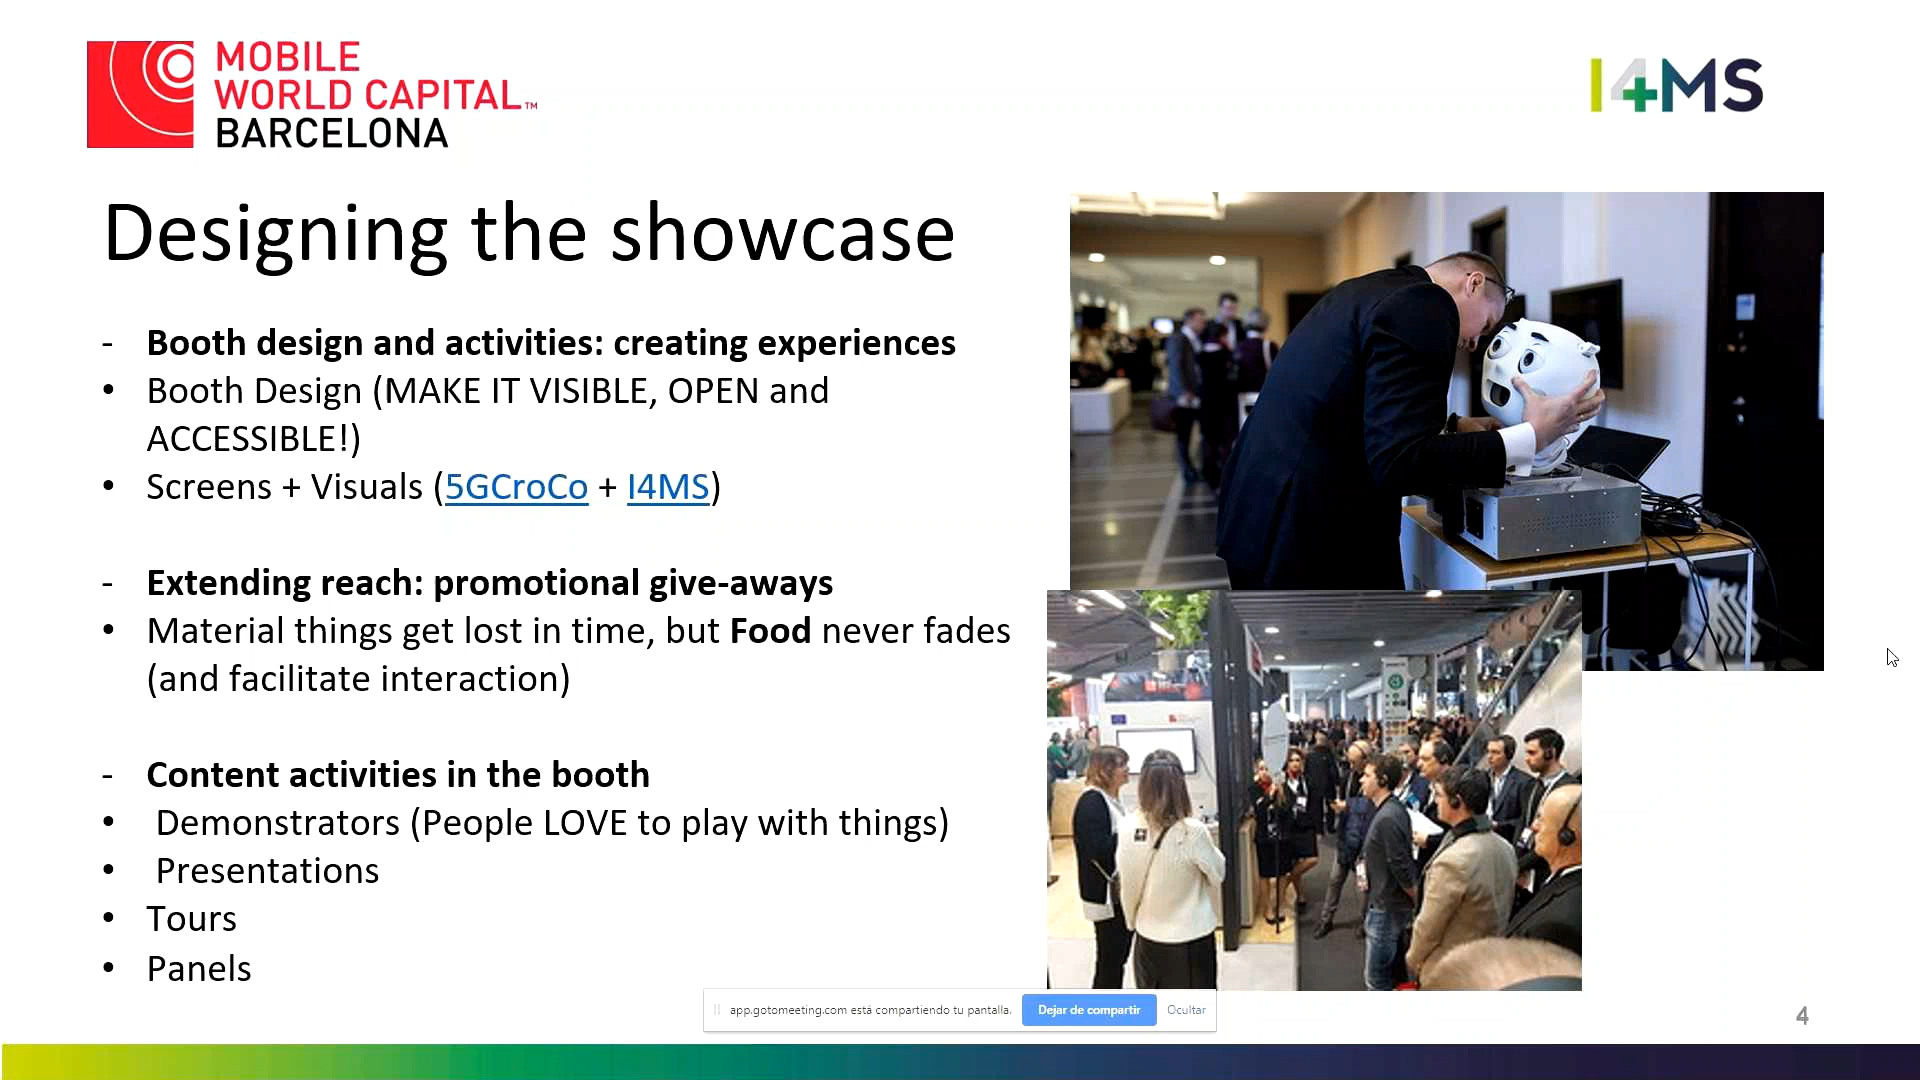 MOBILE
WORLD CAPITAL™
BARCELONA
I4MS
Designing the showcase
- Booth design and activities: creating experiences
• Booth Design (MAKE IT VISIBLE, OPEN and
ACCESSIBLE!)
• Screens + Visuals (5GCroCo + I4MS)
- Extending reach: promotional give-aways
• Material things get lost in time, but Food never fades
(and facilitate interaction)
- Content activities in the booth
• Demonstrators (People LOVE to play with things)
• Presentations
• Tours
• Panels
app.gotomeeting.com está compartiendo tu pantalla.
Dejar de compartir
Ocultar
4